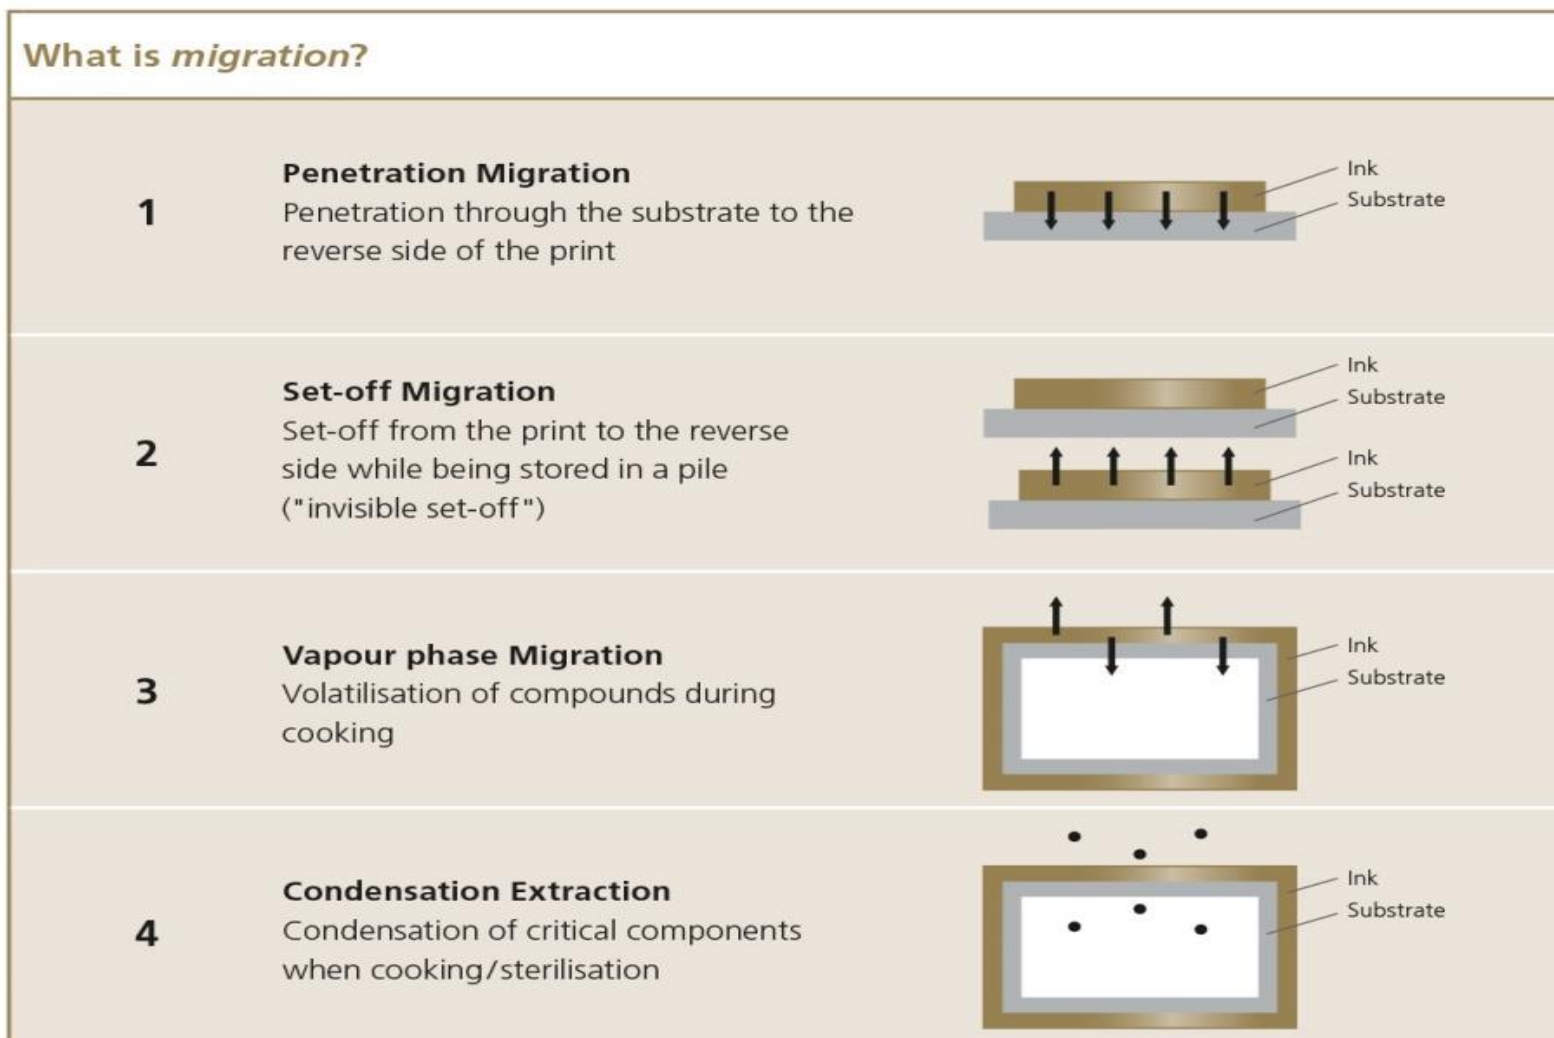 What is migration?
1
Penetration Migration
Penetration through the substrate to the
reverse side of the print
Ink
Substrate
2
Set-off Migration
Set-off from the print to the reverse
side while being stored in a pile
("invisible set-off")
Ink
Substrate
Ink
Substrate
3
Vapour phase Migration
Volatilisation of compounds during
cooking
Ink
Substrate
4
Condensation Extraction
Condensation of critical components
when cooking/sterilisation
Ink
Substrate